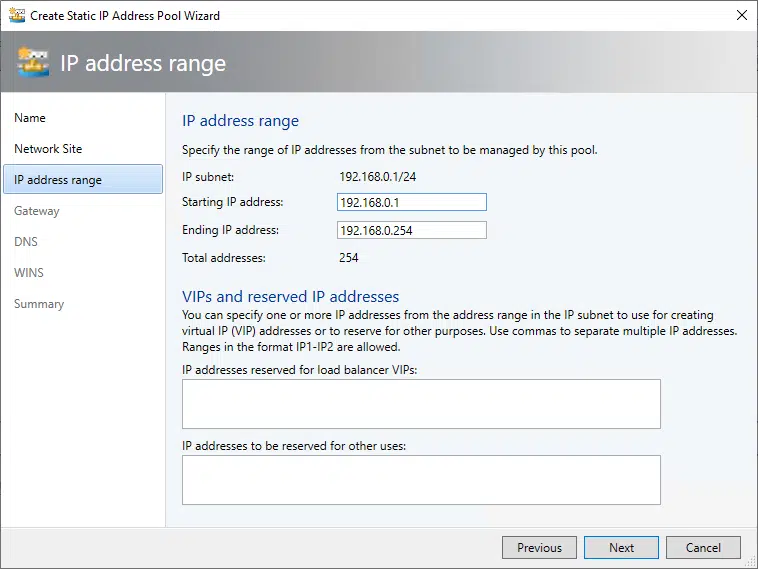 Create Static IP Address Pool Wizard
IP address range
Name
Network Site
IP address range
Gateway
DNS
WINS
Summary
IP address range
Specify the range of IP addresses from the subnet to be managed by this pool.
IP subnet: 192.168.0.1/24
Starting IP address: 192.168.0.1
Ending IP address: 192.168.0.254
Total addresses: 254
VIPs and reserved IP addresses
You can specify one or more IP addresses from the address range in the IP subnet to use for creating
virtual IP (VIP) addresses or to reserve for other purposes. Use commas to separate multiple IP addresses.
Ranges in the format IP1-IP2 are allowed.
IP addresses reserved for load balancer VIPs:
IP addresses to be reserved for other uses:
Previous Next Cancel